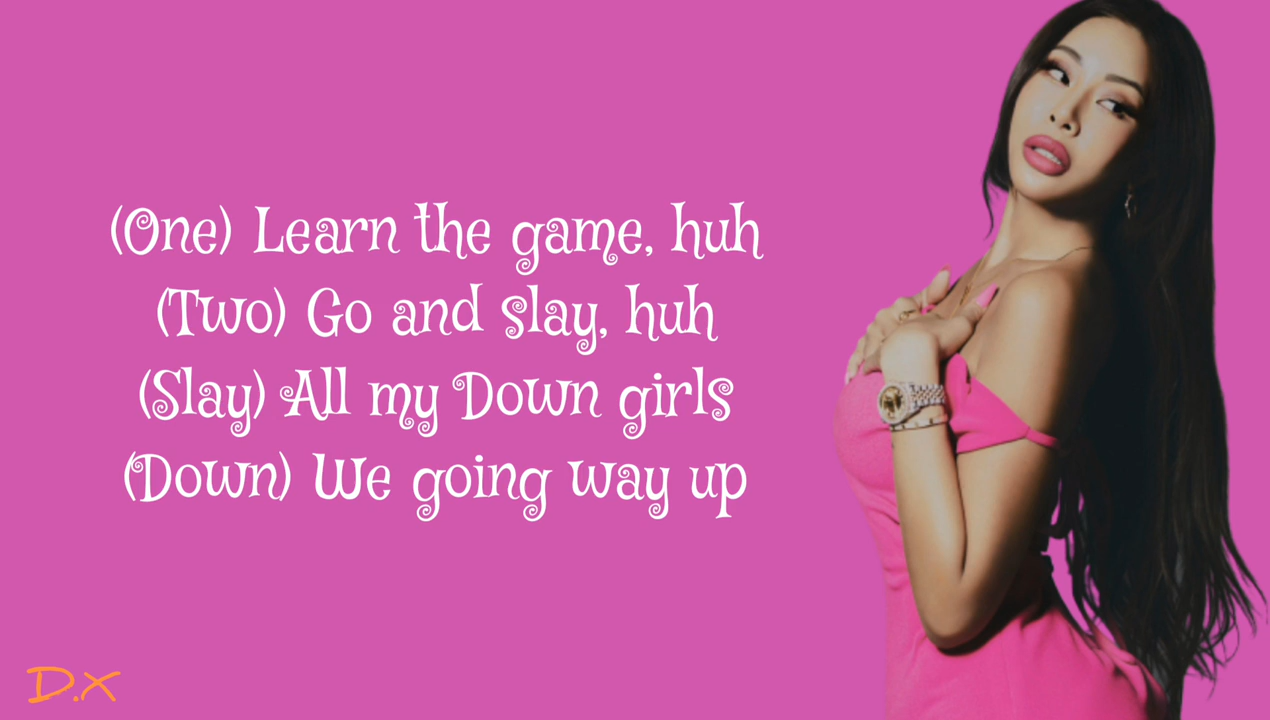 (One) Learn the game, huh
(Two) Go and slay, huh
(Slay) All my Down girls
(Down) We going way up
D.X